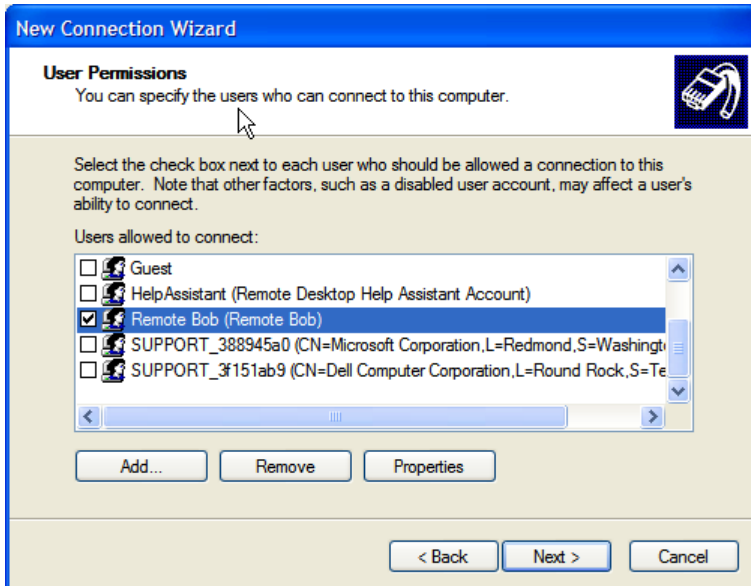 New Connection Wizard
User Permissions
You can specify the users who can connect to this computer.
Select the check box next to each user who should be allowed a connection to this
computer. Note that other factors, such as a disabled user account, may affect a user's
ability to connect.
Users allowed to connect:
Guest
HelpAssistant (Remote Desktop Help Assistant Account)
Remote Bob (Remote Bob)
SUPPORT_388945a0 (CN=Microsoft Corporation,L=Redmond,S=Washingt
SUPPORT_3f151ab9 (CN=Dell Computer Corporation,L=Round Rock,S=Te
Add... Remove Properties
< Back Next > Cancel